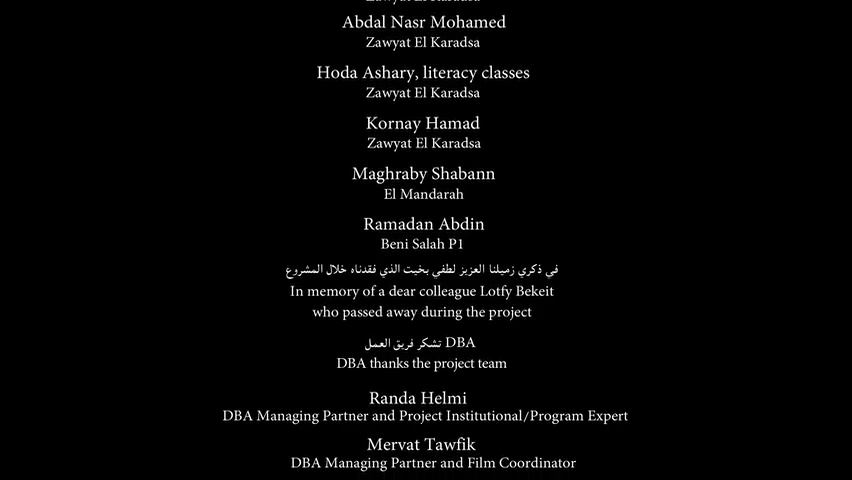 Zawyat El Karadsa
Abdal Nasr Mohamed
Zawyat El Karadsa
Hoda Ashary, literacy classes
Zawyat El Karadsa
Kornay Hamad
Zawyat El Karadsa
Maghraby Shabann
El Mandarah
Ramadan Abdin
Beni Salah P1
في ذكري زميلنا العزيز لطفي بخيت الذي فقدناه خلال المشروع
In memory of a dear colleague Lotfy Bekeit
who passed away during the project
DBA تشكر فريق العمل
DBA thanks the project team
Randa Helmi
DBA Managing Partner and Project Institutional/Program Expert
Mervat Tawfik
DBA Managing Partner and Film Coordinator